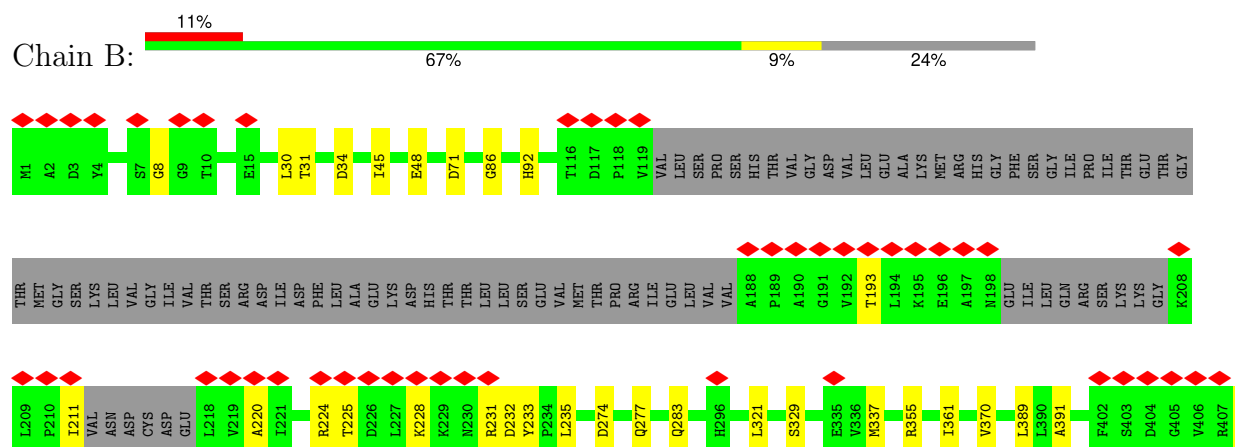 11%
Chain B:
67% 9% 24%
M1 A2 D3 Y4 S7 G8 G9 T10 E15 L30 T31 D34 I45 E48 D71 G86 H92 T116 D117 P118 V119 VAL LEU SER PRO SER HIS THR VAL GLY ASP VAL LEU GLU ALA LYS MET ARG HIS GLY PHE SER GLY ILE PRO ILE THR GLU THR GLY
THR MET GLY SER LYS LEU VAL GLY ILE VAL THR SER ARG ASP ILE ASP PHE LEU ALA GLU LYS ASP HIS THR THR LEU LEU SER GLU VAL MET THR PRO ARG ILE GLU LEU VAL VAL A188 P189 A190 G191 V192 T193 L194 K195 E196 A197 N198 GLU ILE LEU GLN ARG SER LYS LYS GLY K208
L209 P210 I211 VAL ASN ASP CYS ASP GLU L218 V219 A220 I221 R224 T225 D226 L227 K228 K229 N230 R231 D232 Y233 P234 L235 D274 Q277 Q283 H296 L321 S329 E335 V336 M337 R355 I361 V370 L389 L390 A391 F402 S403 D404 G405 V406 R407